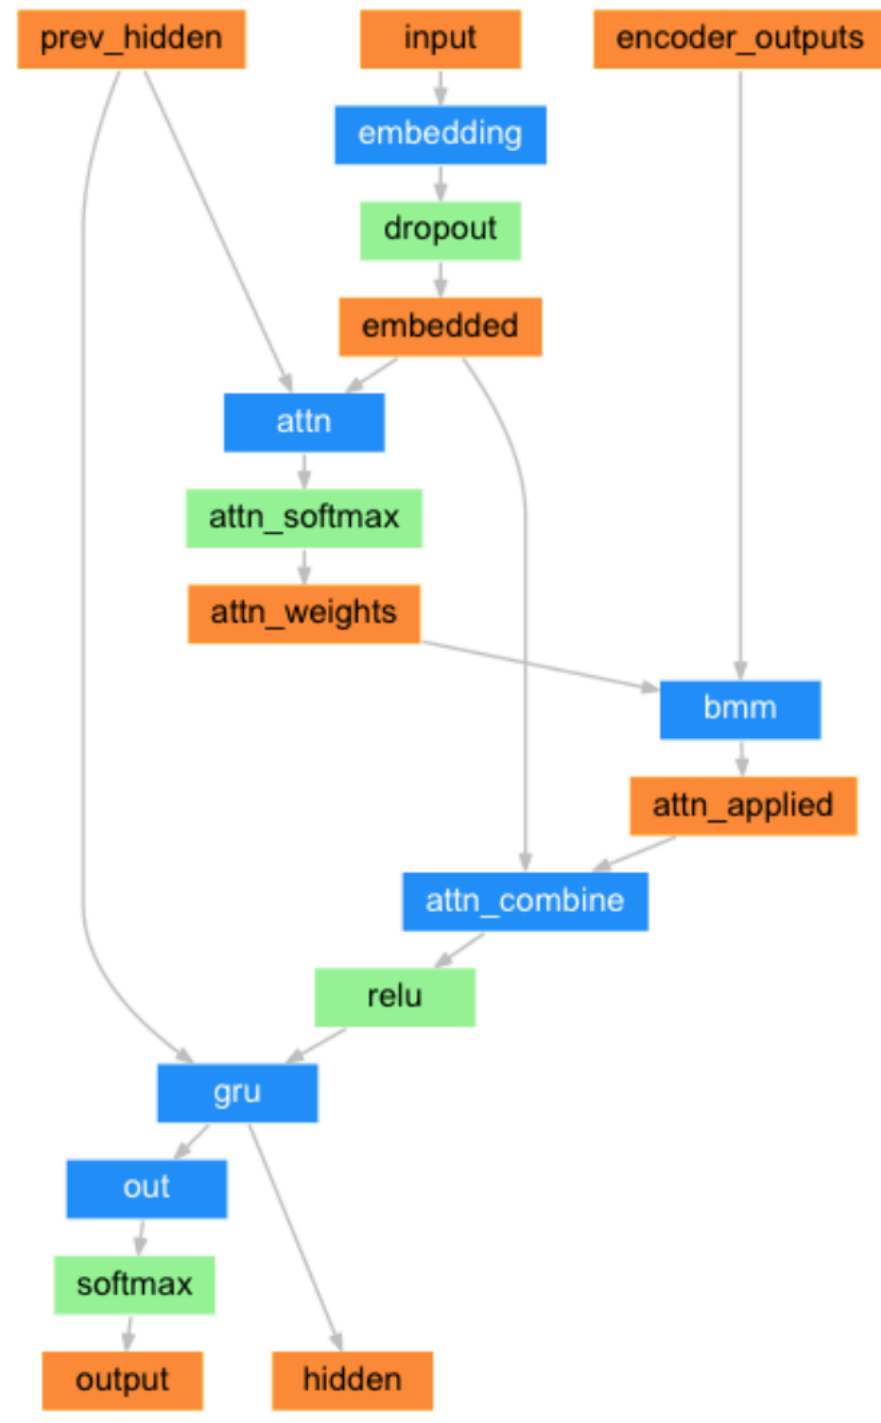 prev_hidden
input
encoder_outputs
embedding
dropout
embedded
attn
attn_softmax
attn_weights
bmm
attn_applied
attn_combine
relu
gru
out
softmax
output
hidden